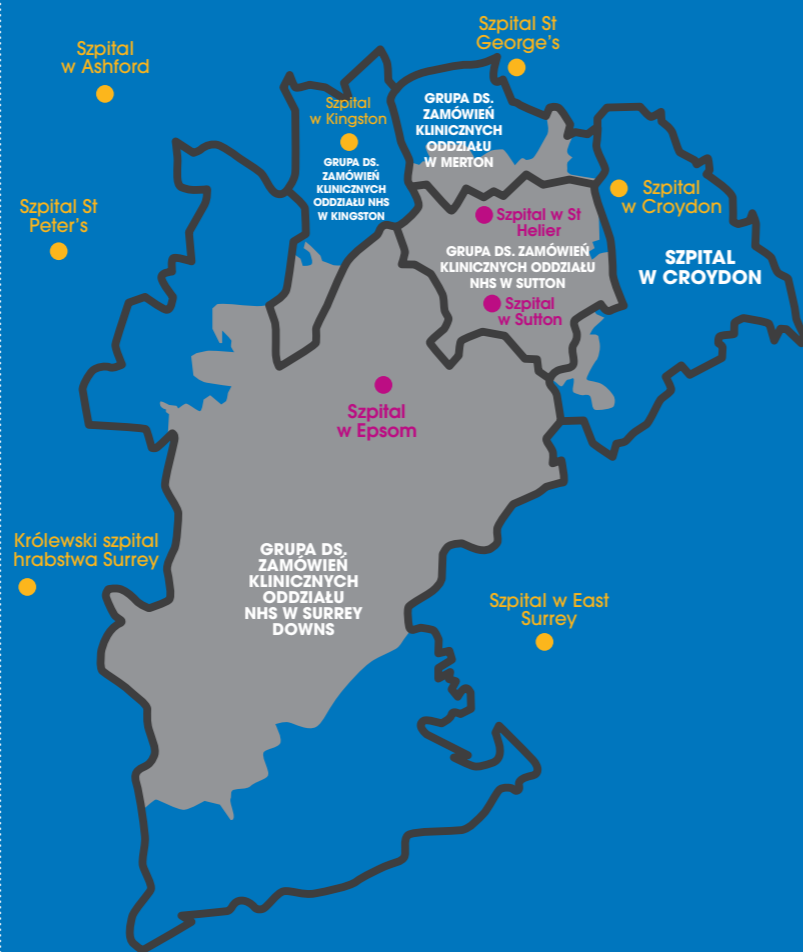 Szpital St
George's
Szpital
w Ashford
Szpital
w Kingston
GRUPA DS.
ZAMÓWIEŃ
KLINICZNYCH
ODDZIAŁU
W MERTON
GRUPA DS.
ZAMÓWIEŃ
KLINICZNYCH
ODDZIAŁU NHS
W KINGSTON
Szpital
w Croydon
Szpital St
Peter's
Szpital w St
Helier
GRUPA DS. ZAMÓWIEŃ
KLINICZNYCH ODDZIAŁU
NHS W SUTTON
SZPITAL
W CROYDON
Szpital
w Sutton
Szpital
w Epsom
Królewski szpital
hrabstwa Surrey
GRUPA DS.
ZAMÓWIEŃ
KLINICZNYCH
ODDZIAŁU
NHS W SURREY
DOWNS
Szpital w East
Surrey